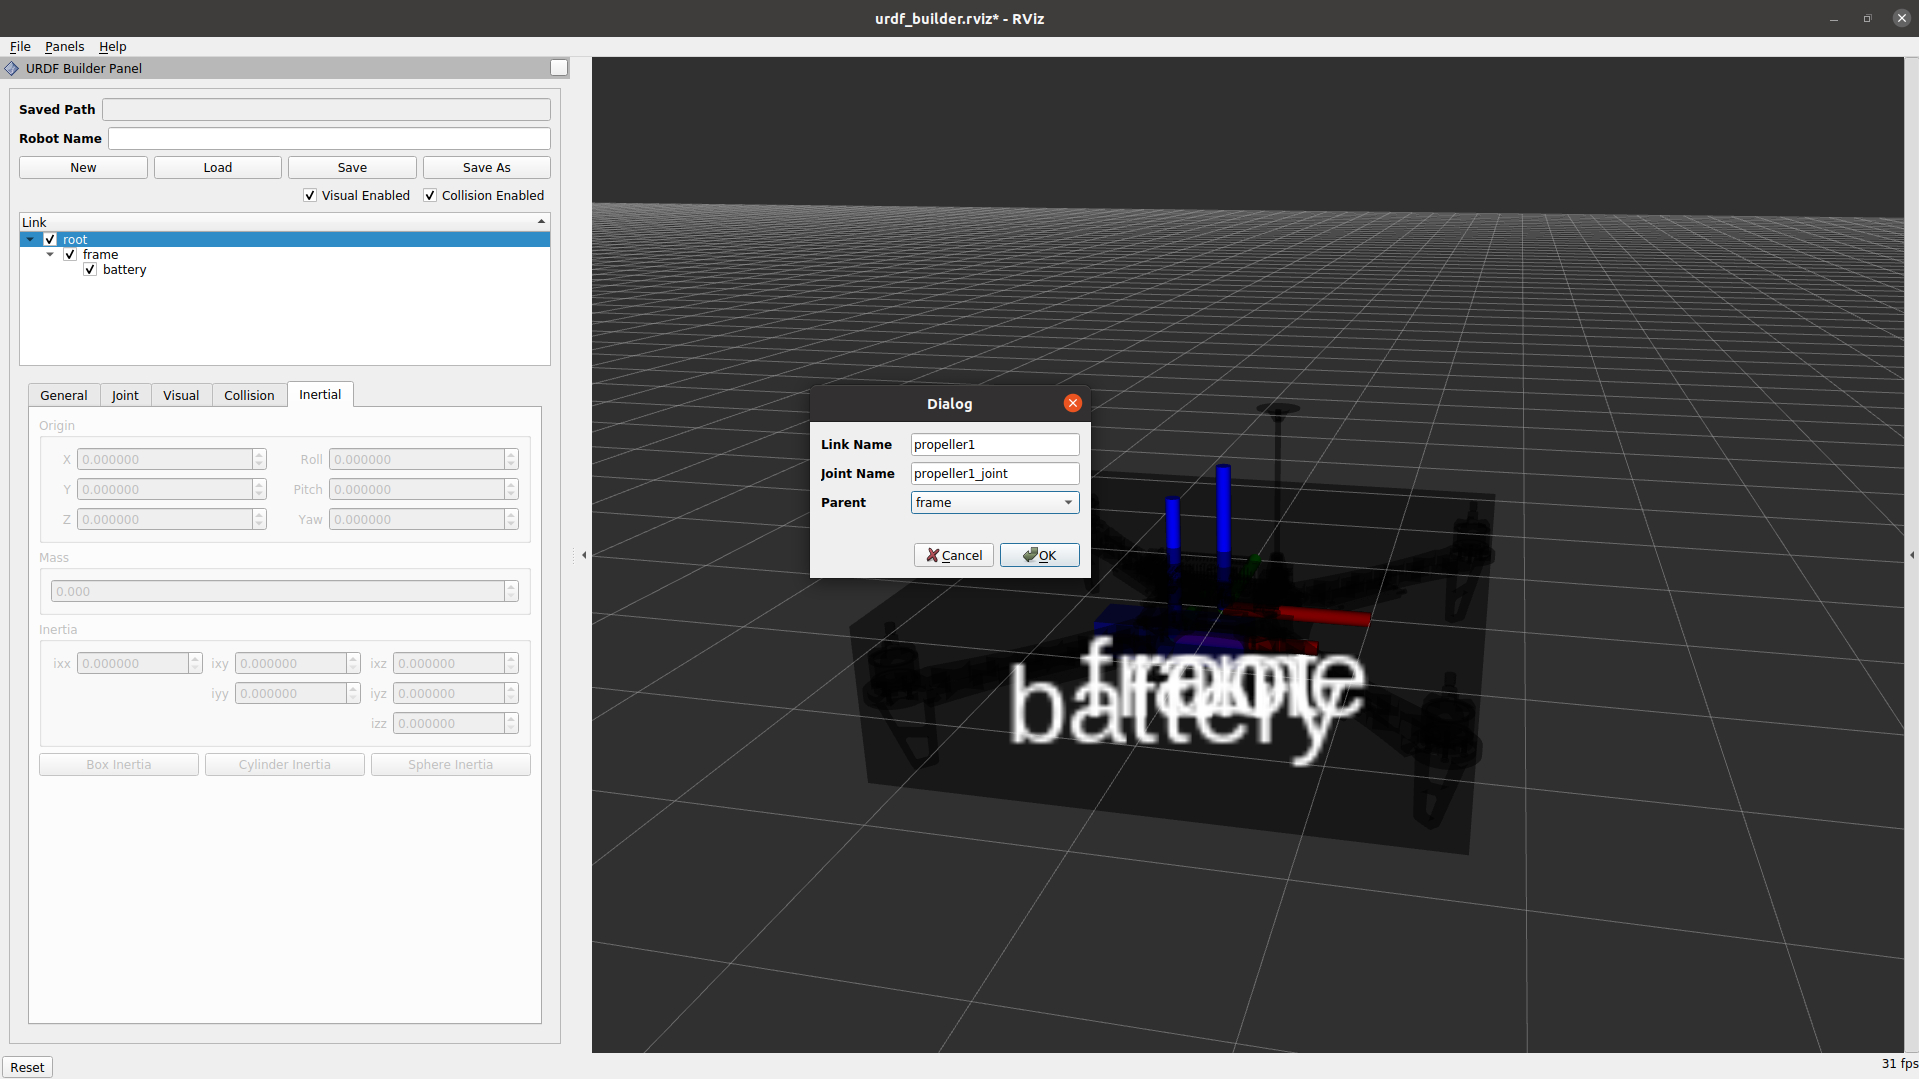 urdf_builder.rviz* - RViz
File Panels Help
URDF Builder Panel
Saved Path
Robot Name
New Load Save Save As
Visual Enabled Collision Enabled
Link
root
frame
battery
General Joint Visual Collision Inertial
Origin
X 0.000000 Roll 0.000000
Y 0.000000 Pitch 0.000000
Z 0.000000 Yaw 0.000000
Mass
0.000
Inertia
ixx 0.000000 ixy 0.000000 ixz 0.000000
iyy 0.000000 iyz 0.000000
izz 0.000000
Box Inertia Cylinder Inertia Sphere Inertia
Dialog
Link Name propeller1
Joint Name propeller1_joint
Parent frame
Cancel OK
frame
root
battery
Reset
31 fps